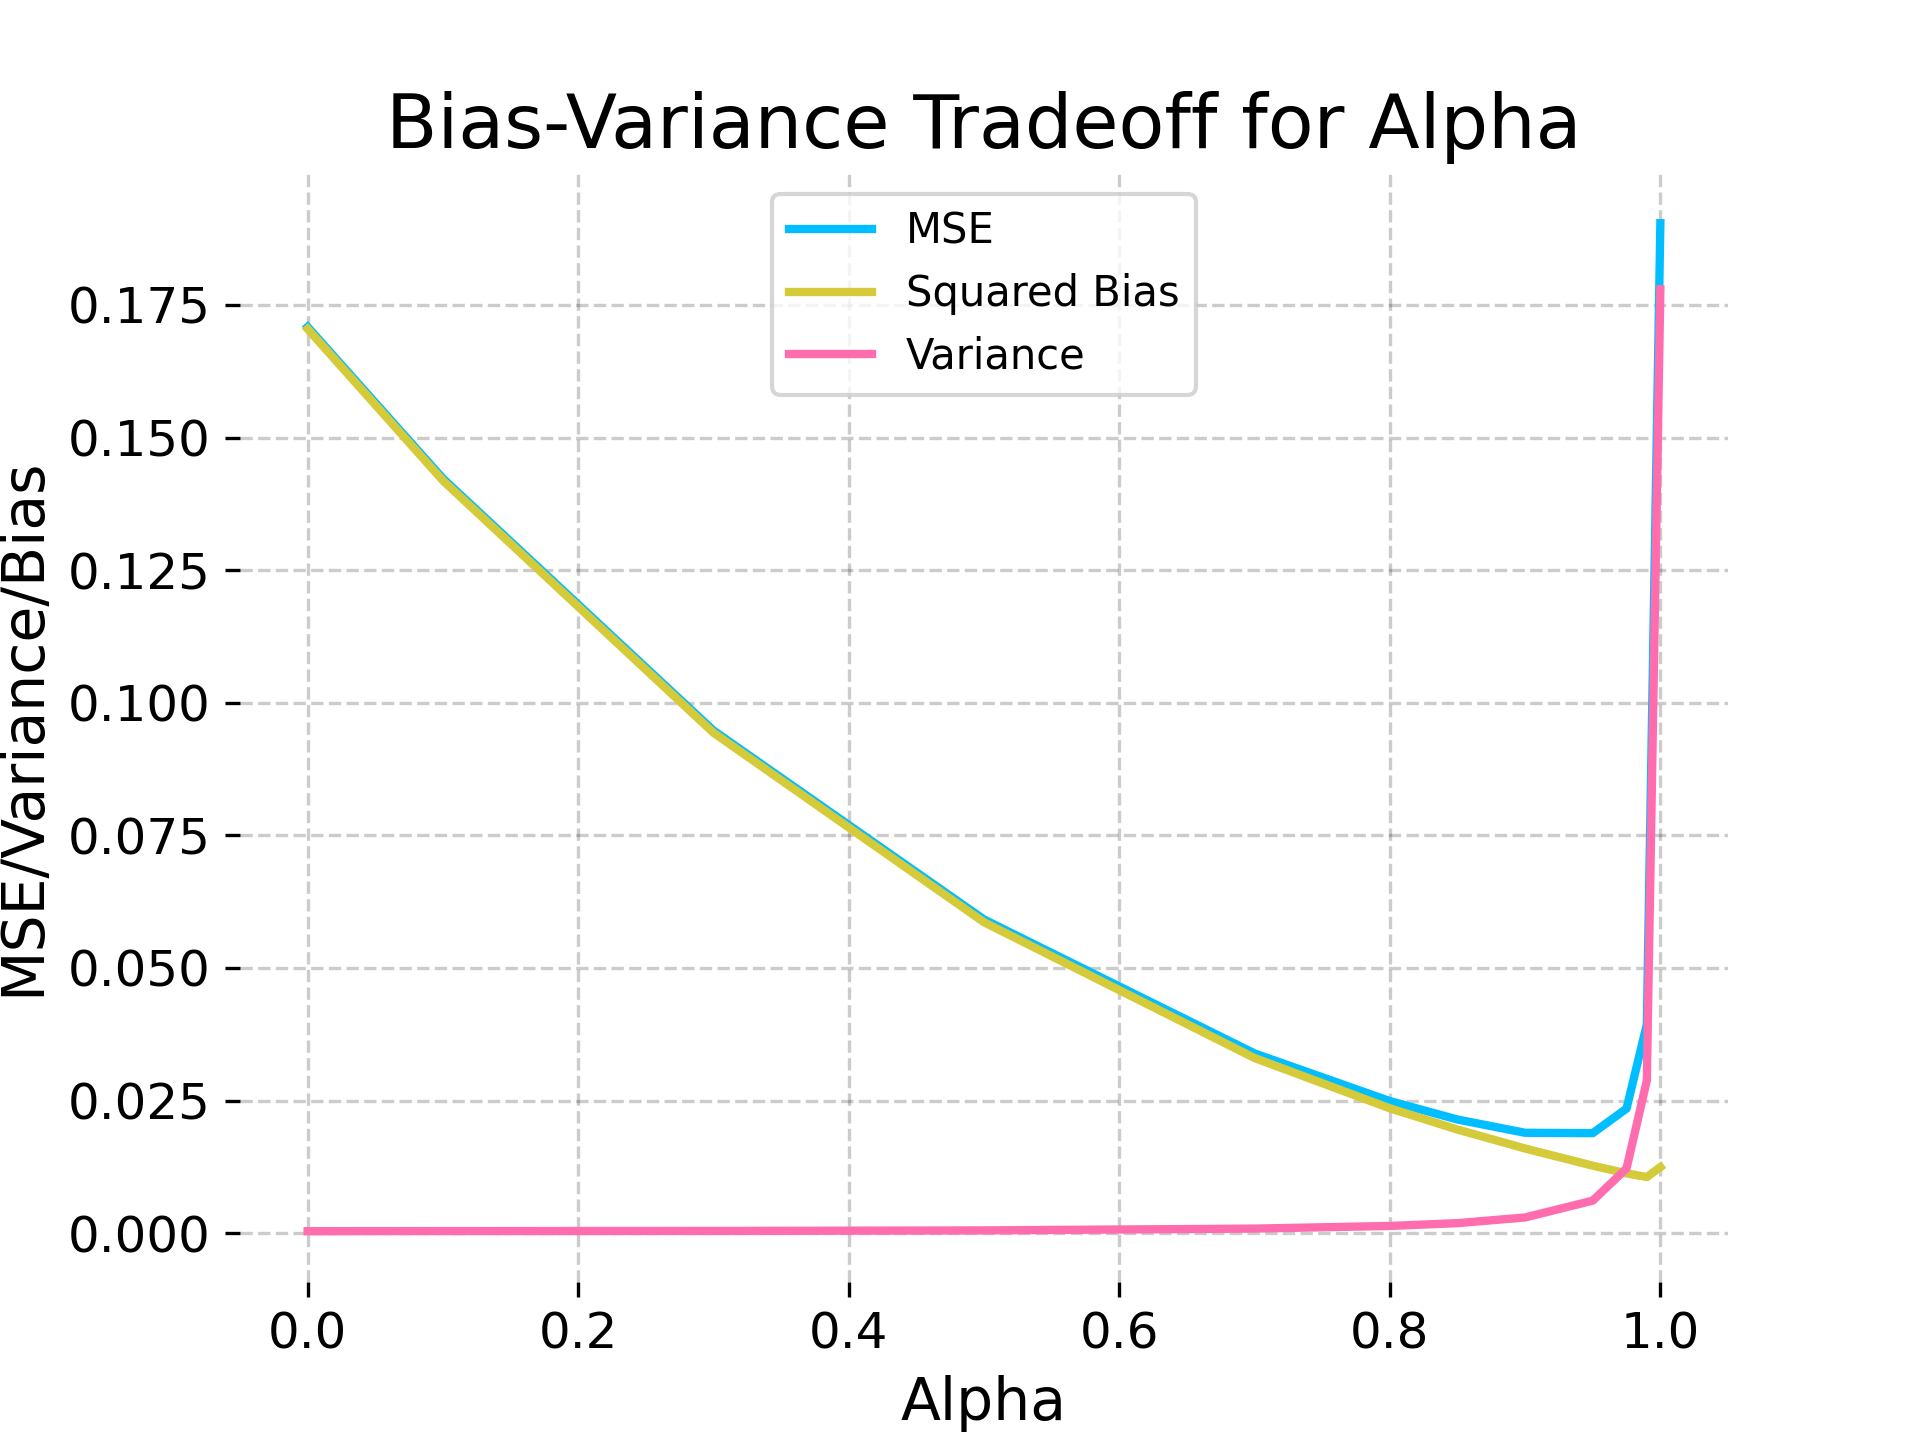 Bias-Variance Tradeoff for Alpha
MSE
Squared Bias
Variance
MSE/Variance/Bias
0.175
0.150
0.125
0.100
0.075
0.050
0.025
0.000
0.0 0.2 0.4 0.6 0.8 1.0
Alpha